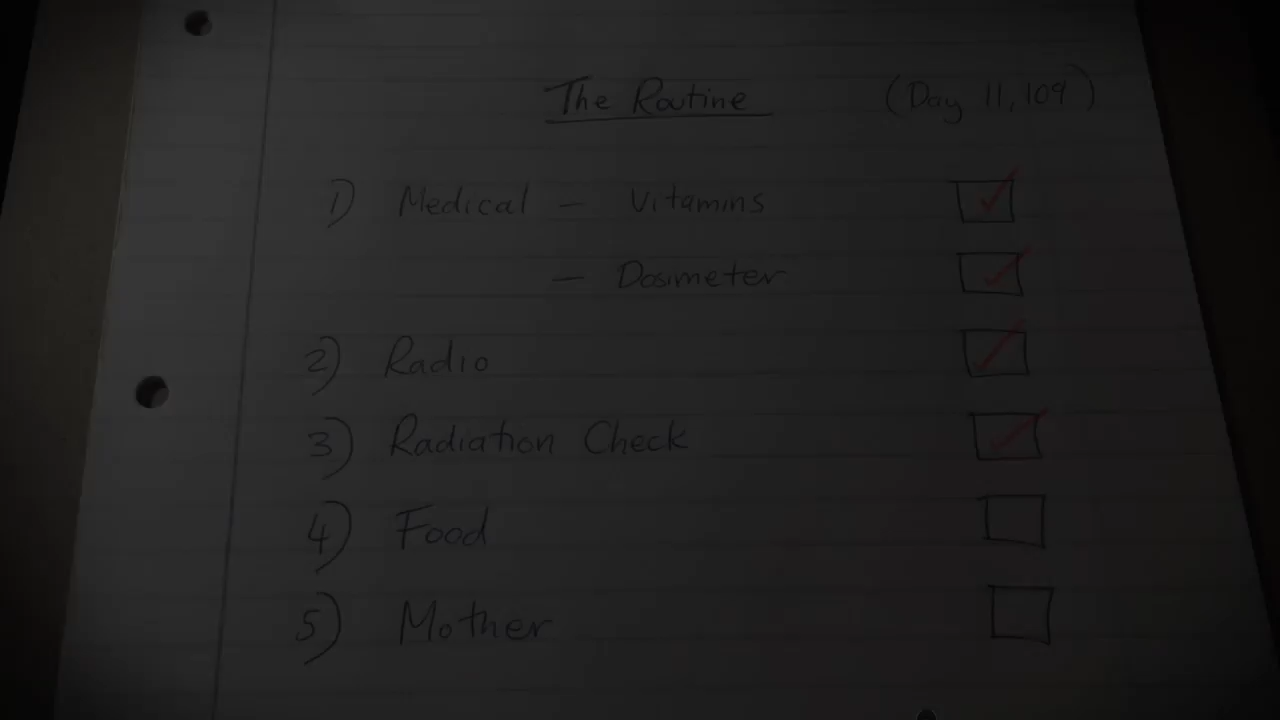 The Routine (Day 11,109)
1) Medical - Vitamins
- Dosimeter
2) Radio
3) Radiation Check
4) Food
5) Mother